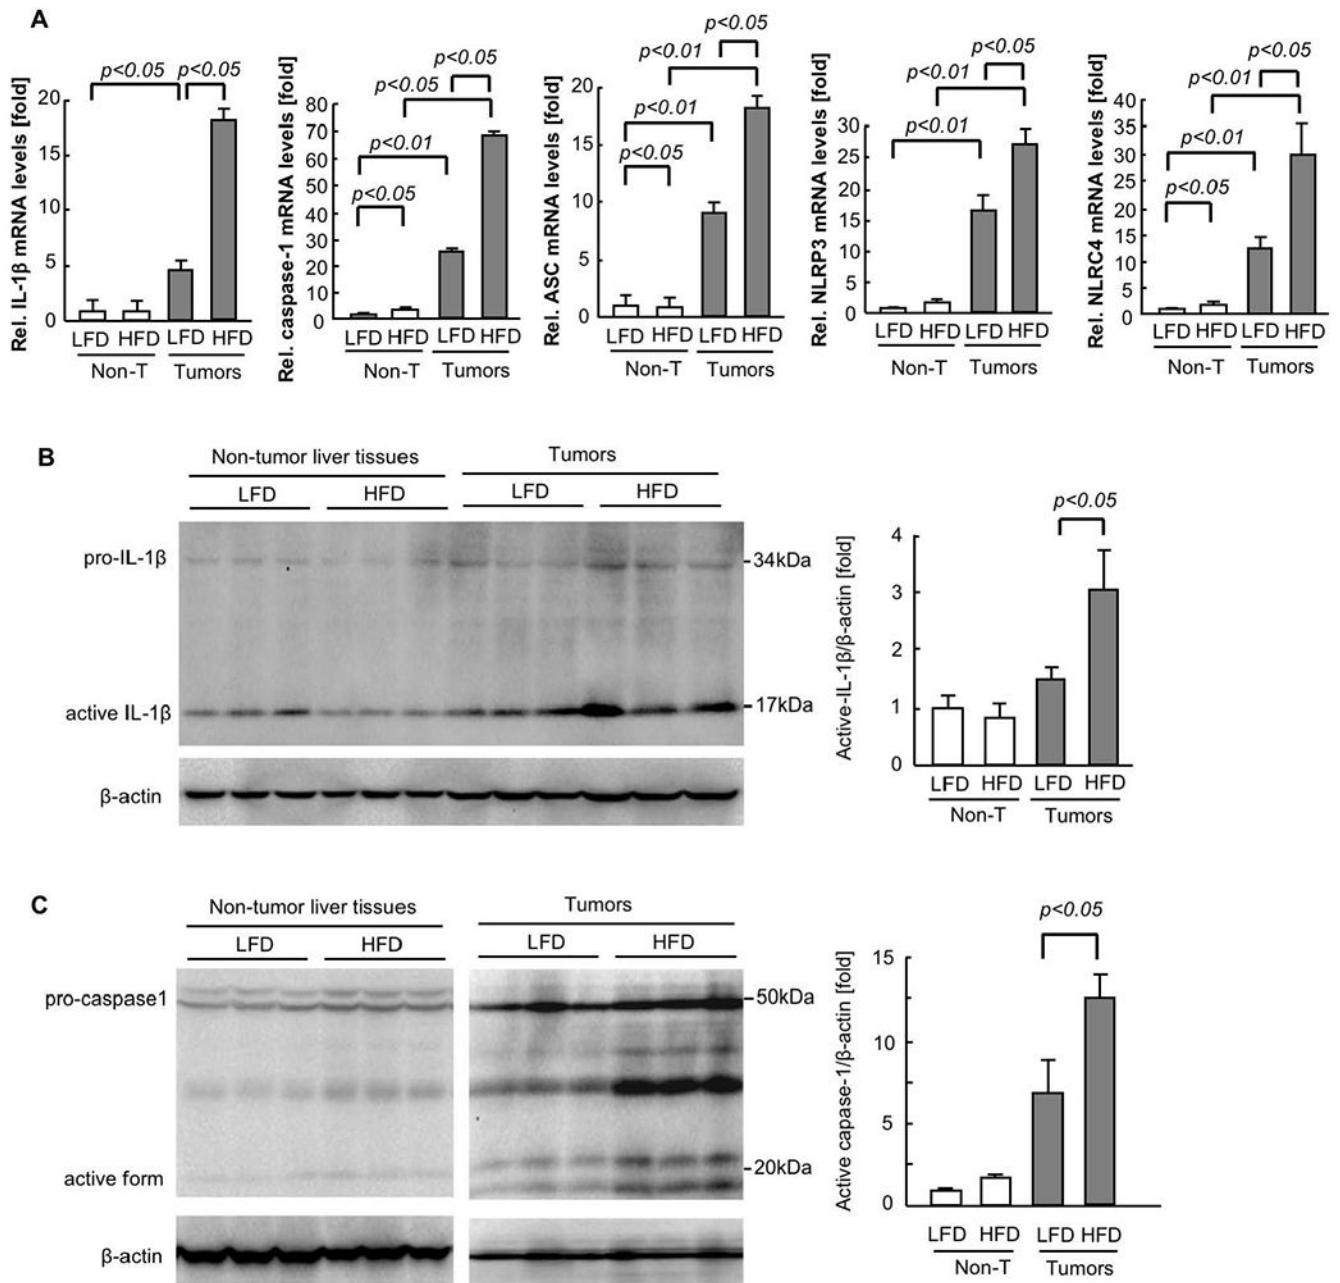 A
Rel. IL-1β mRNA levels [fold]
20
15
10
5
0
p<0.05
p<0.05
LFD HFD LFD HFD
Non-T Tumors
Rel. caspase-1 mRNA levels [fold]
80
70
60
50
40
30
20
10
0
p<0.05
p<0.05
p<0.01
p<0.05
LFD HFD LFD HFD
Non-T Tumors
Rel. ASC mRNA levels [fold]
20
15
10
5
0
p<0.05
p<0.01
p<0.01
p<0.05
LFD HFD LFD HFD
Non-T Tumors
Rel. NLRP3 mRNA levels [fold]
30
25
20
15
10
5
0
p<0.05
p<0.01
p<0.01
LFD HFD LFD HFD
Non-T Tumors
Rel. NLRC4 mRNA levels [fold]
40
35
30
25
20
15
10
5
0
p<0.05
p<0.01
p<0.01
p<0.05
LFD HFD LFD HFD
Non-T Tumors
B
Non-tumor liver tissues Tumors
LFD HFD LFD HFD
pro-IL-1β
34kDa
active IL-1β
17kDa
β-actin
Active-IL-1β/β-actin [fold]
4
3
2
1
0
p<0.05
LFD HFD LFD HFD
Non-T Tumors
C
Non-tumor liver tissues Tumors
LFD HFD LFD HFD
pro-caspase1
50kDa
active form
20kDa
β-actin
Active capase-1/β-actin [fold]
15
10
5
0
p<0.05
LFD HFD LFD HFD
Non-T Tumors